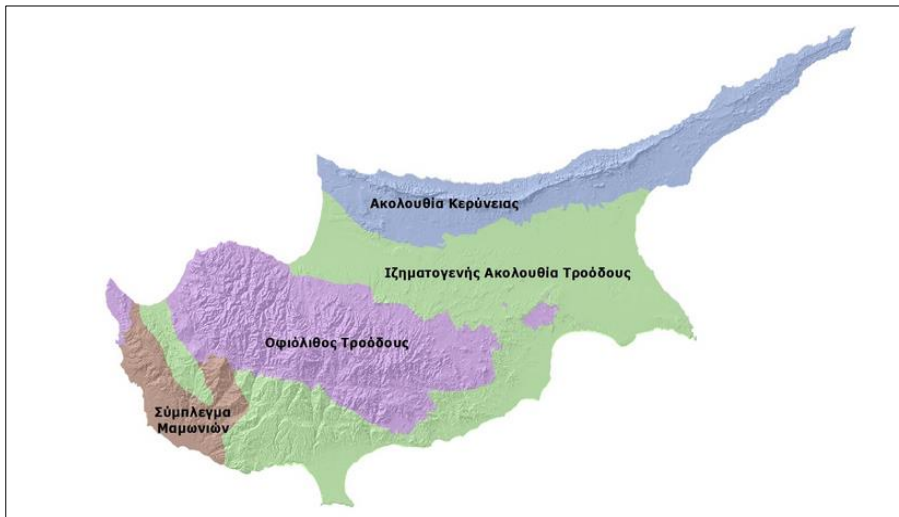 Ακολουθία Κερύνειας
Ιζηματογενής Ακολουθία Τροόδους
Οφιόλιθος Τροόδους
Σύμπλεγμα
Μαμωνιών